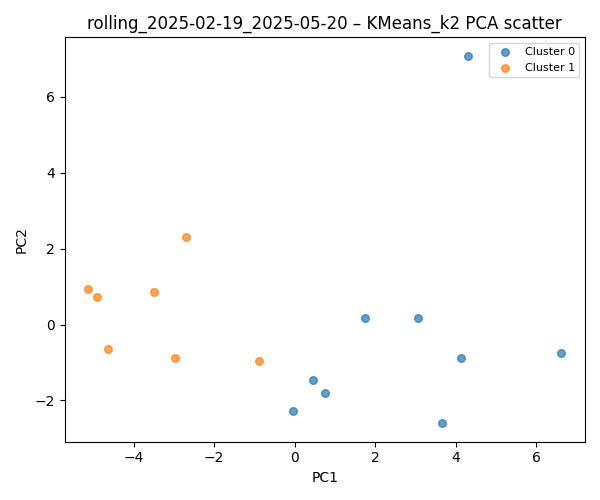 rolling_2025-02-19_2025-05-20 – KMeans_k2 PCA scatter
Cluster 0
Cluster 1
PC2
6
4
2
0
−2
−4
−2
0
2
4
6
PC1